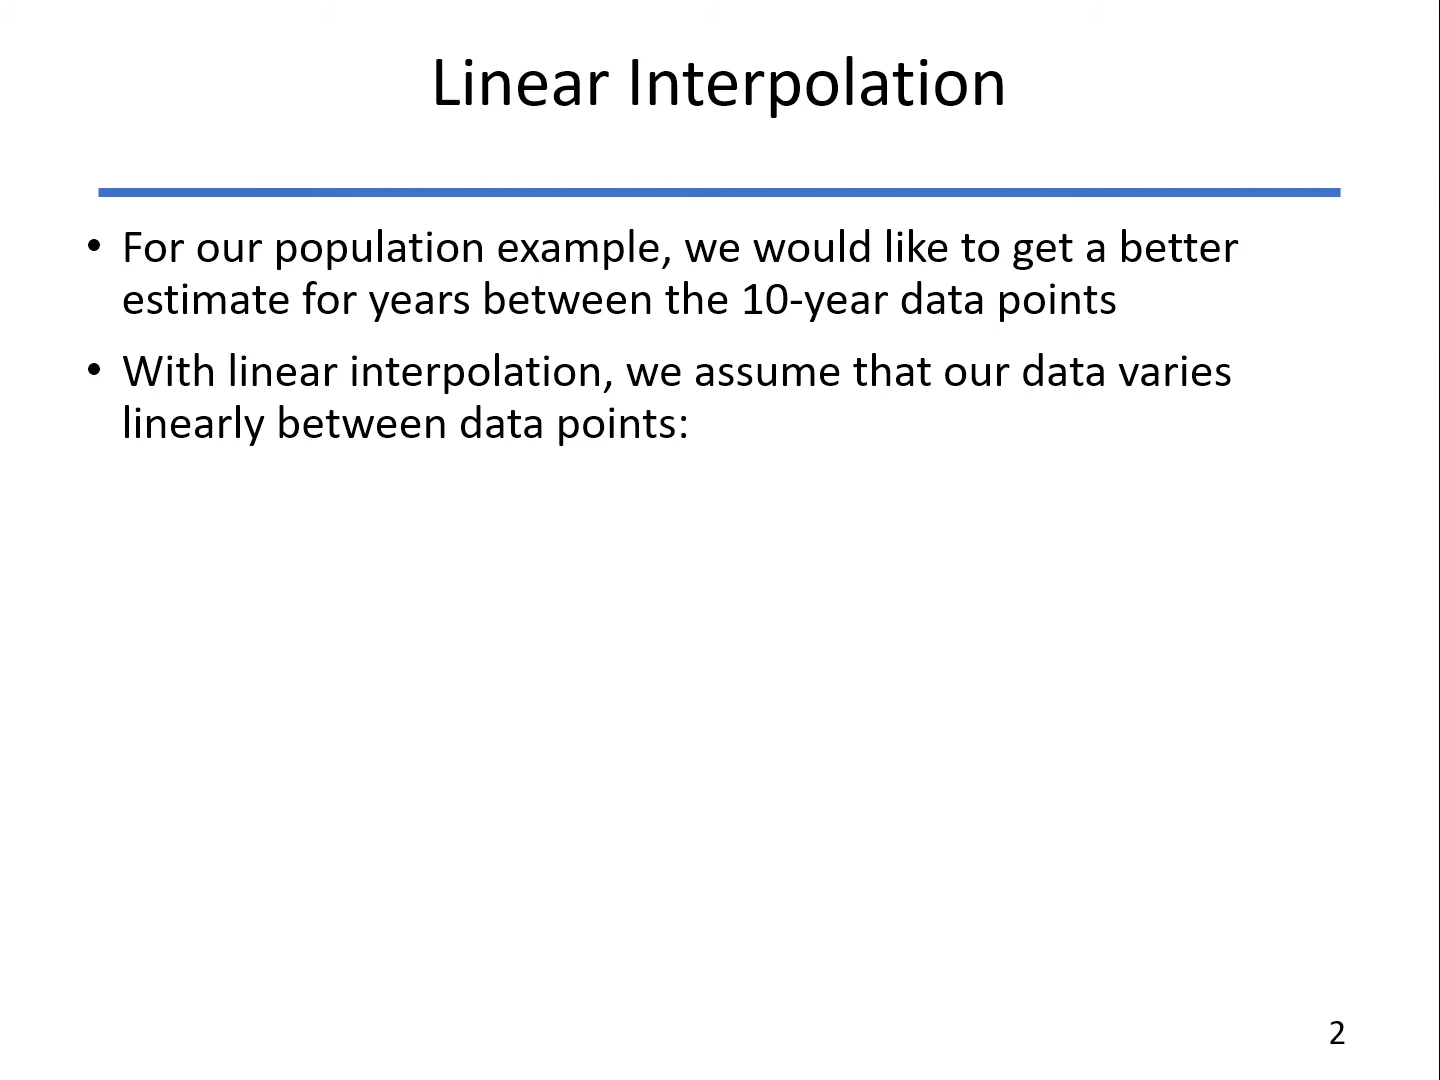 Linear Interpolation
• For our population example, we would like to get a better
estimate for years between the 10-year data points
• With linear interpolation, we assume that our data varies
linearly between data points:
2